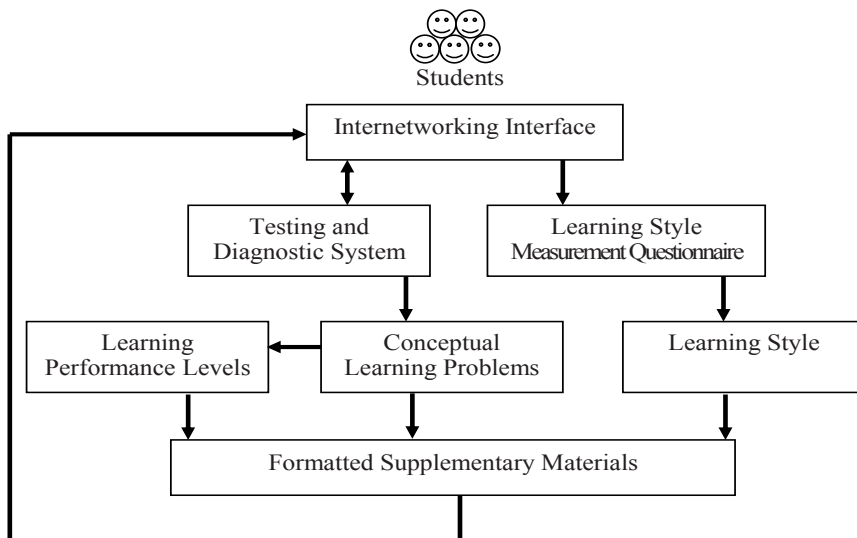 Students
Internetworking Interface
Testing and
Diagnostic System
Learning Style
Measurement Questionnaire
Learning
Performance Levels
Conceptual
Learning Problems
Learning Style
Formatted Supplementary Materials